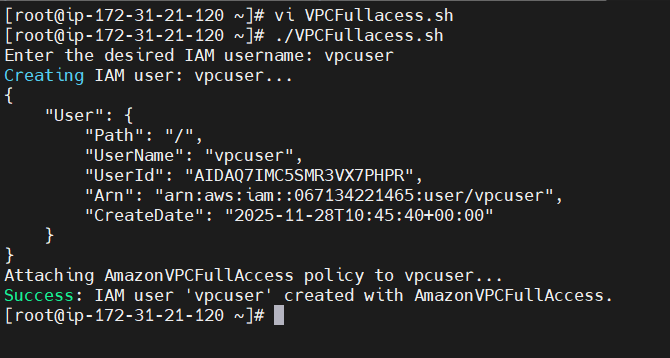 [root@ip-172-31-21-120 ~]# vi VPCFullacess.sh
[root@ip-172-31-21-120 ~]# ./VPCFullacess.sh
Enter the desired IAM username: vpcuser
Creating IAM user: vpcuser...
{
    "User": {
        "Path": "/",
        "UserName": "vpcuser",
        "UserId": "AIDAQ7IMC5SMR3VX7PHPR",
        "Arn": "arn:aws:iam::067134221465:user/vpcuser",
        "CreateDate": "2025-11-28T10:45:40+00:00"
    }
}
Attaching AmazonVPCFullAccess policy to vpcuser...
Success: IAM user 'vpcuser' created with AmazonVPCFullAccess.
[root@ip-172-31-21-120 ~]#